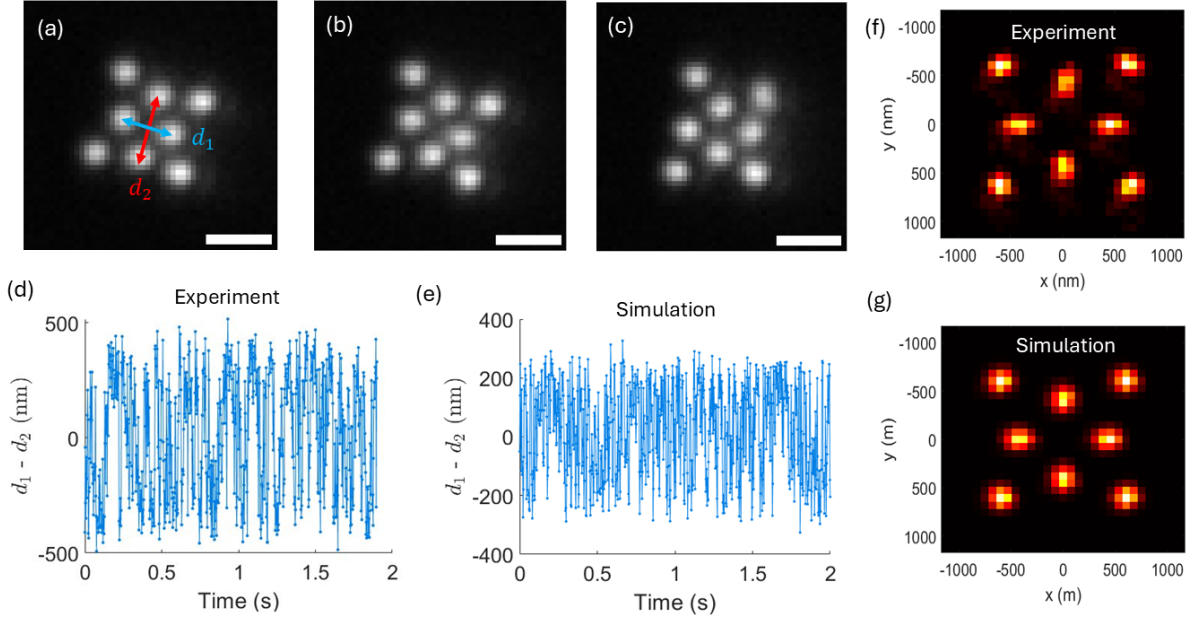 (a)
d₁
d₂
(b)
(c)
(f)
Experiment
-1000
-500
0
500
1000
y (nm)
-1000 -500 0 500 1000
x (nm)
(d)
Experiment
500
0
-500
d₁ - d₂ (nm)
0 0.5 1 1.5 2
Time (s)
(e)
Simulation
400
200
0
-200
-400
d₁ - d₂ (nm)
0 0.5 1 1.5 2
Time (s)
(g)
Simulation
-1000
-500
0
500
1000
y (m)
-1000 -500 0 500 1000
x (m)